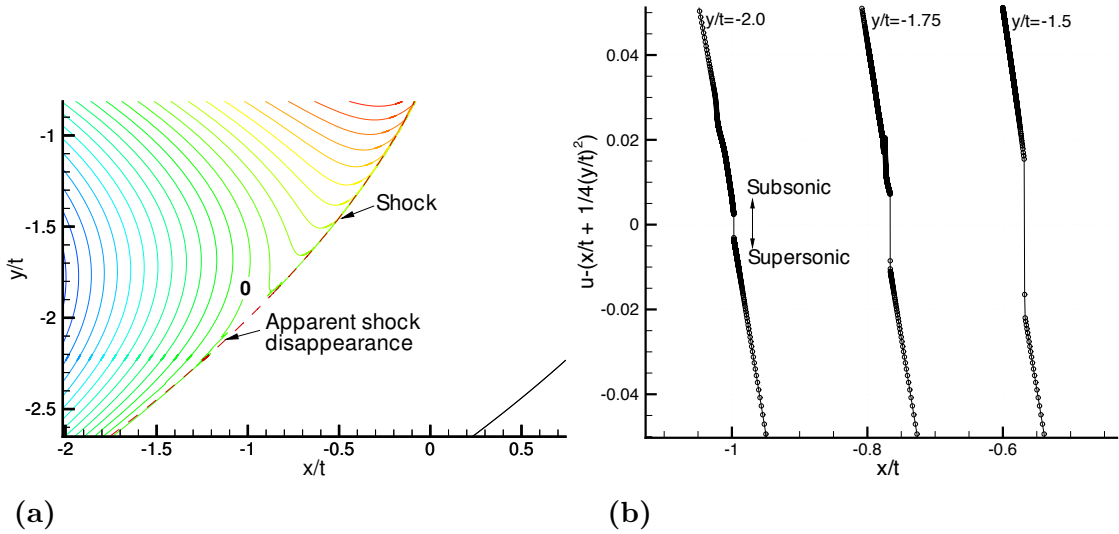 y/t
-1
-1.5
-2
-2.5
-2
-1.5
-1
-0.5
0
0.5
x/t
Shock
0
Apparent shock
disappearance
(a)
u-(x/t + 1/4(y/t)²)
0.04
0.02
0
-0.02
-0.04
-1
-0.8
-0.6
x/t
y/t=-2.0
y/t=-1.75
y/t=-1.5
Subsonic
Supersonic
(b)